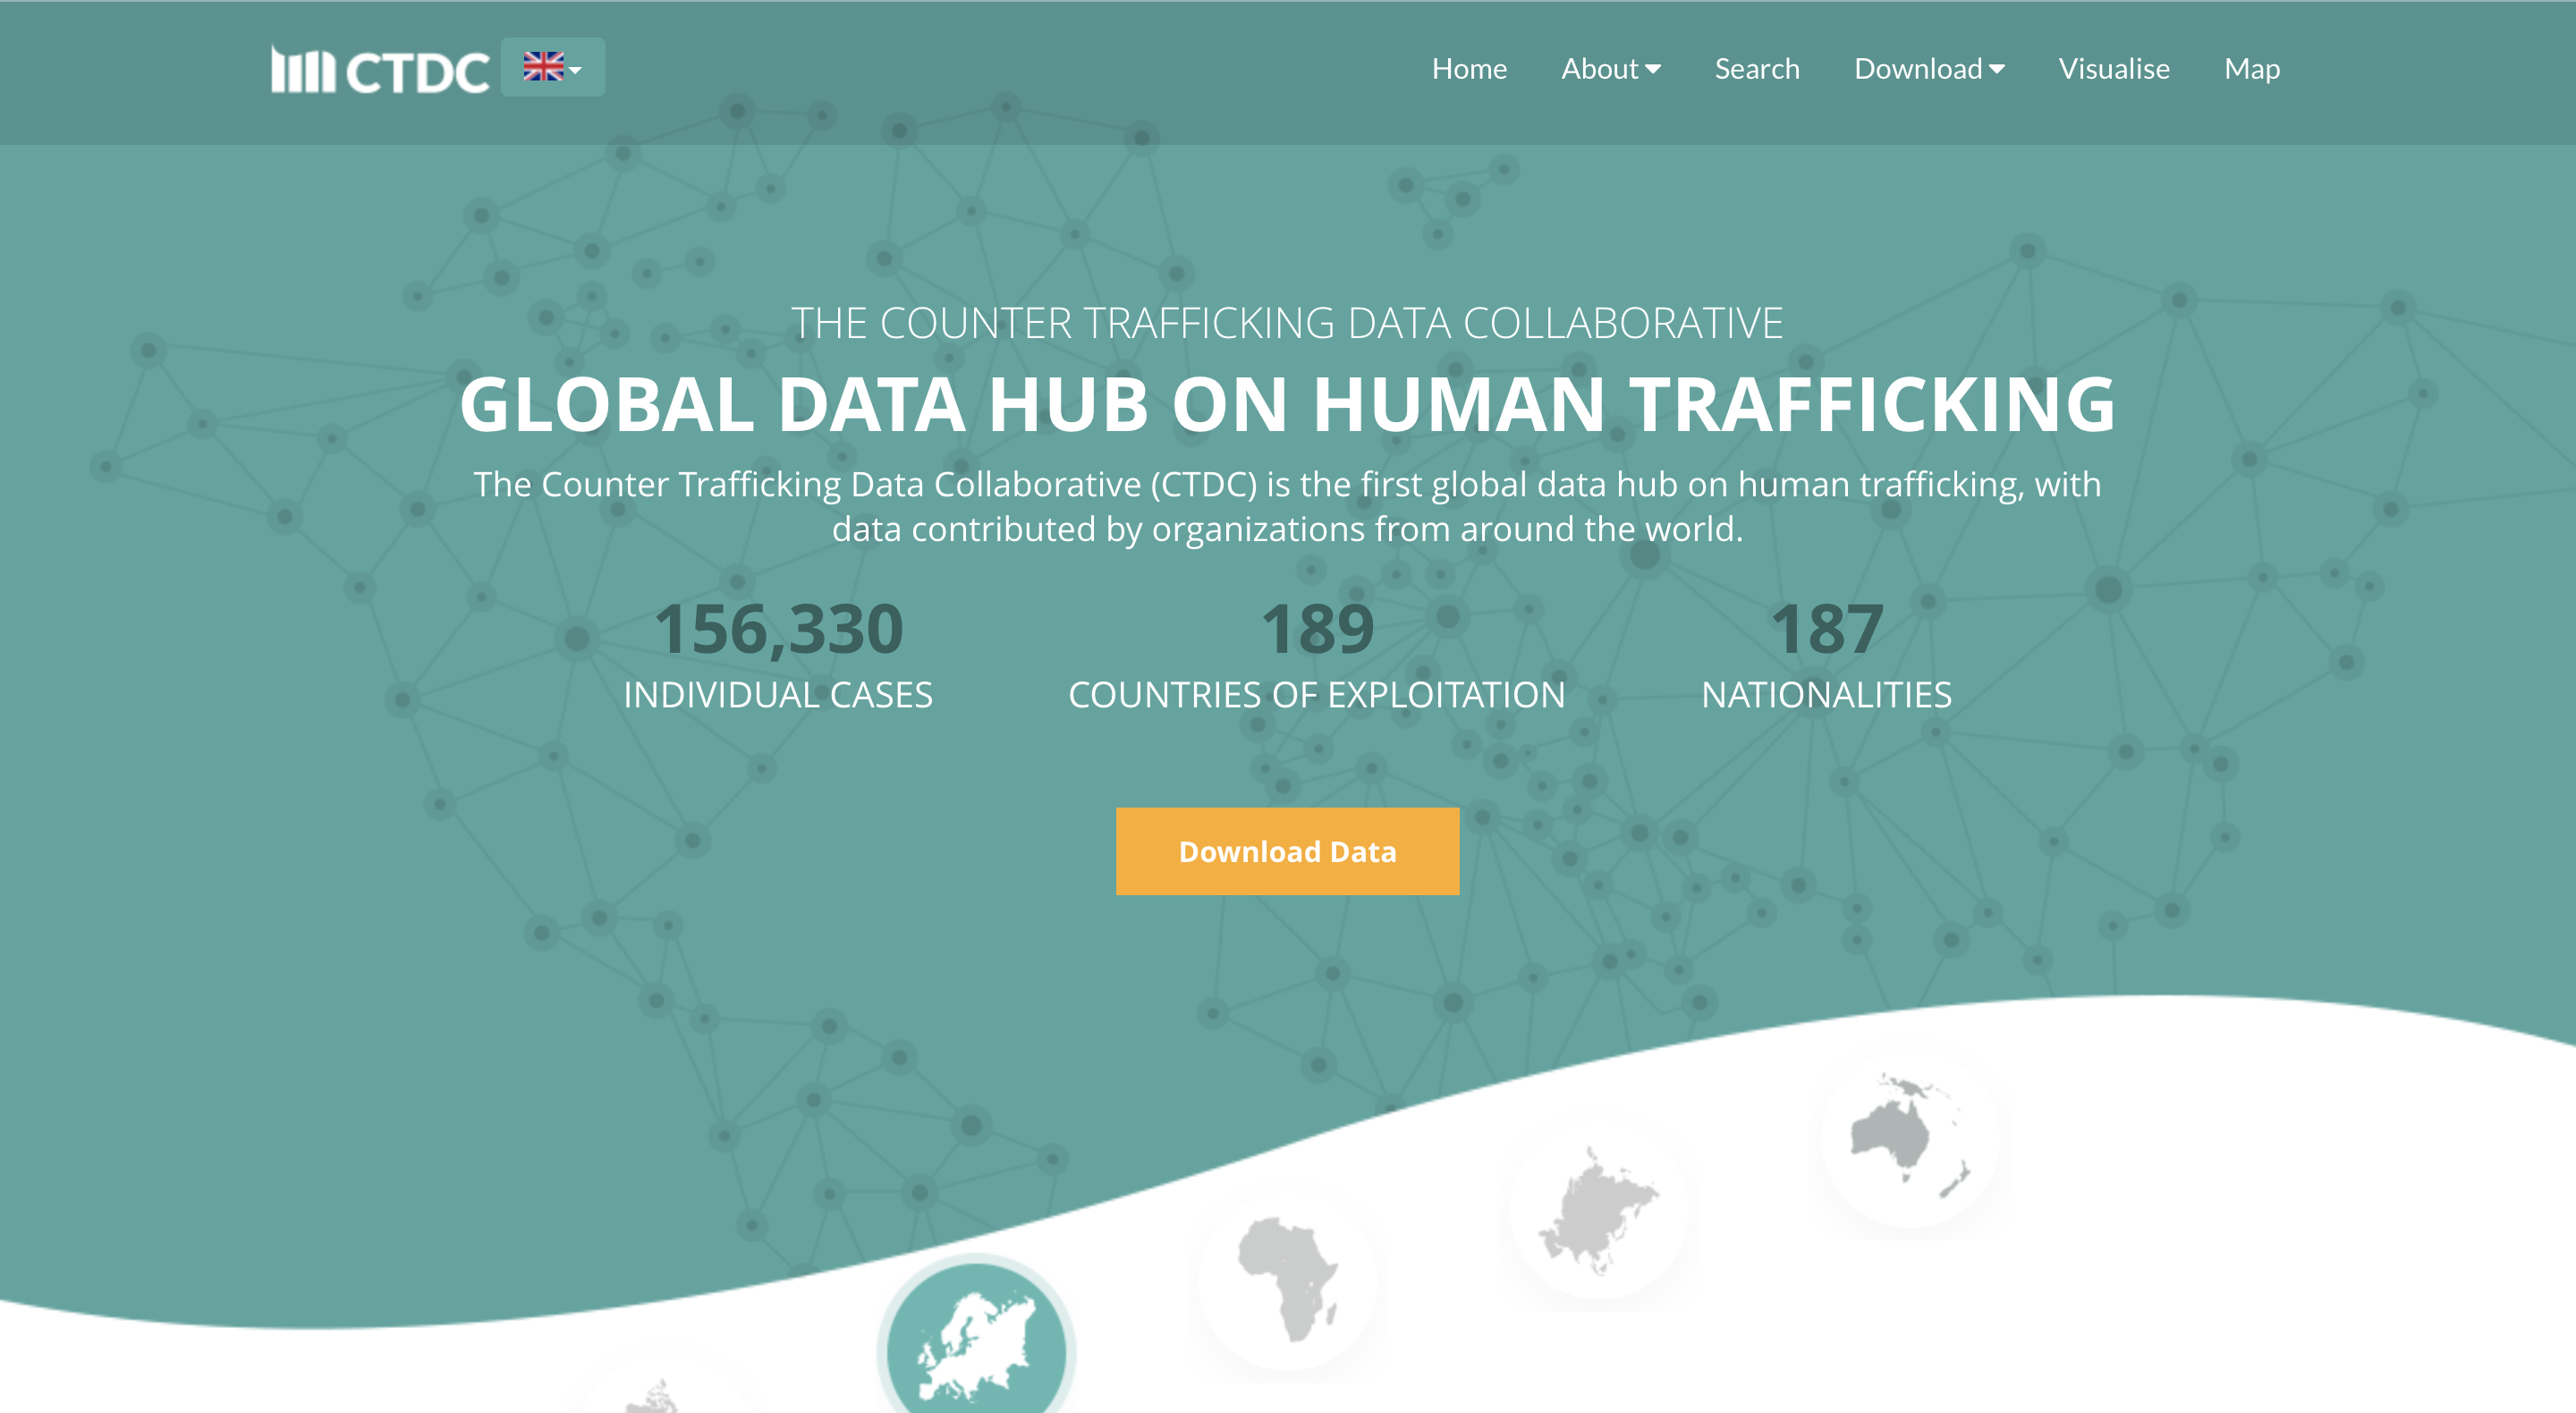 CTDC
Home About Search Download Visualise Map
THE COUNTER TRAFFICKING DATA COLLABORATIVE
GLOBAL DATA HUB ON HUMAN TRAFFICKING
The Counter Trafficking Data Collaborative (CTDC) is the first global data hub on human trafficking, with
data contributed by organizations from around the world.
156,330 189 187
INDIVIDUAL CASES COUNTRIES OF EXPLOITATION NATIONALITIES
Download Data